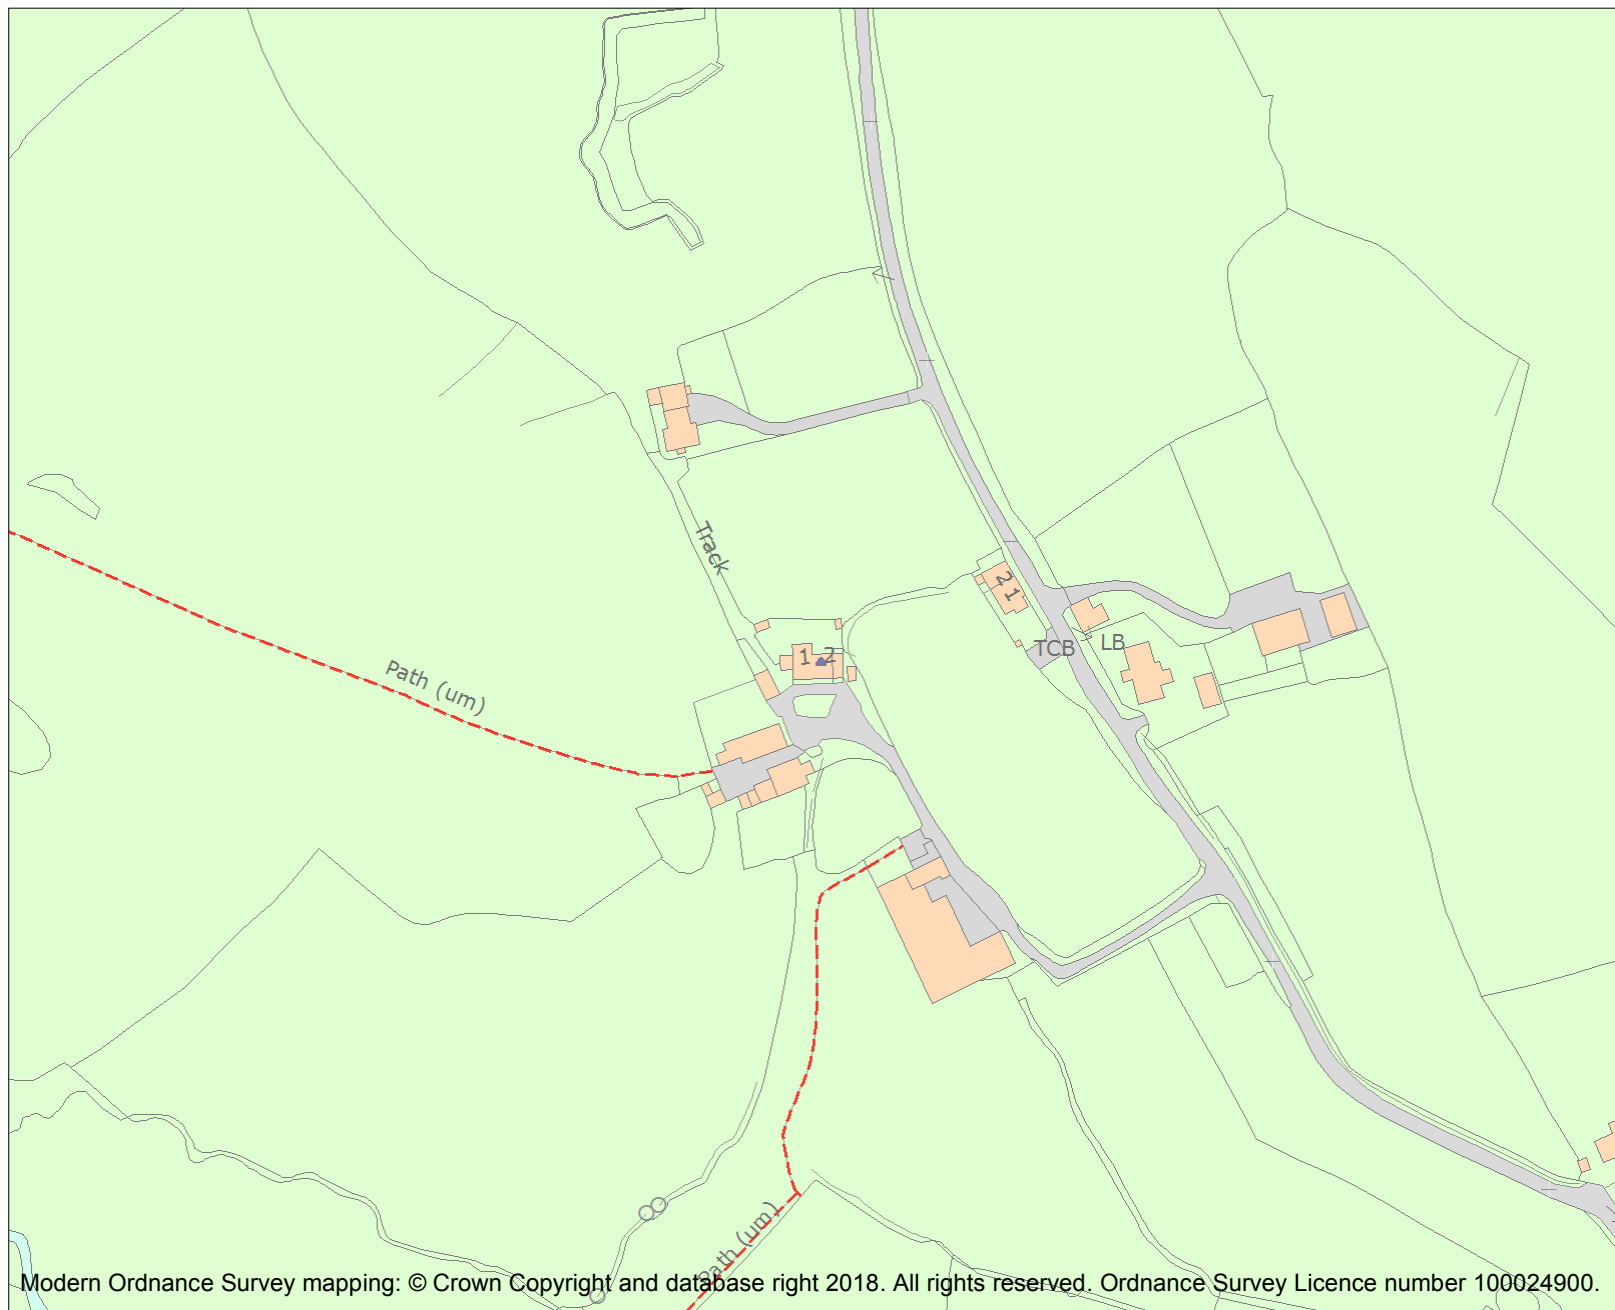 Track
2
1
TCB
LB
1
2
Path (um)
Path (um)
Modern Ordnance Survey mapping: © Crown Copyright and database right 2018. All rights reserved. Ordnance Survey Licence number 100024900.